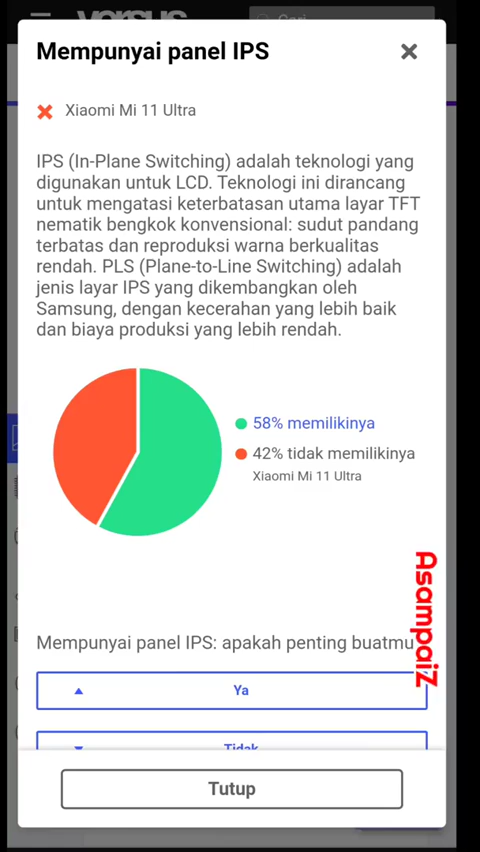 versus
Cari
Mempunyai panel IPS
Xiaomi Mi 11 Ultra
IPS (In-Plane Switching) adalah teknologi yang
digunakan untuk LCD. Teknologi ini dirancang
untuk mengatasi keterbatasan utama layar TFT
nematik bengkok konvensional: sudut pandang
terbatas dan reproduksi warna berkualitas
rendah. PLS (Plane-to-Line Switching) adalah
jenis layar IPS yang dikembangkan oleh
Samsung, dengan kecerahan yang lebih baik
dan biaya produksi yang lebih rendah.
58% memilikinya
42% tidak memilikinya
Xiaomi Mi 11 Ultra
AsampaiZ
Mempunyai panel IPS: apakah penting buatmu
Ya
Tidak
Tutup